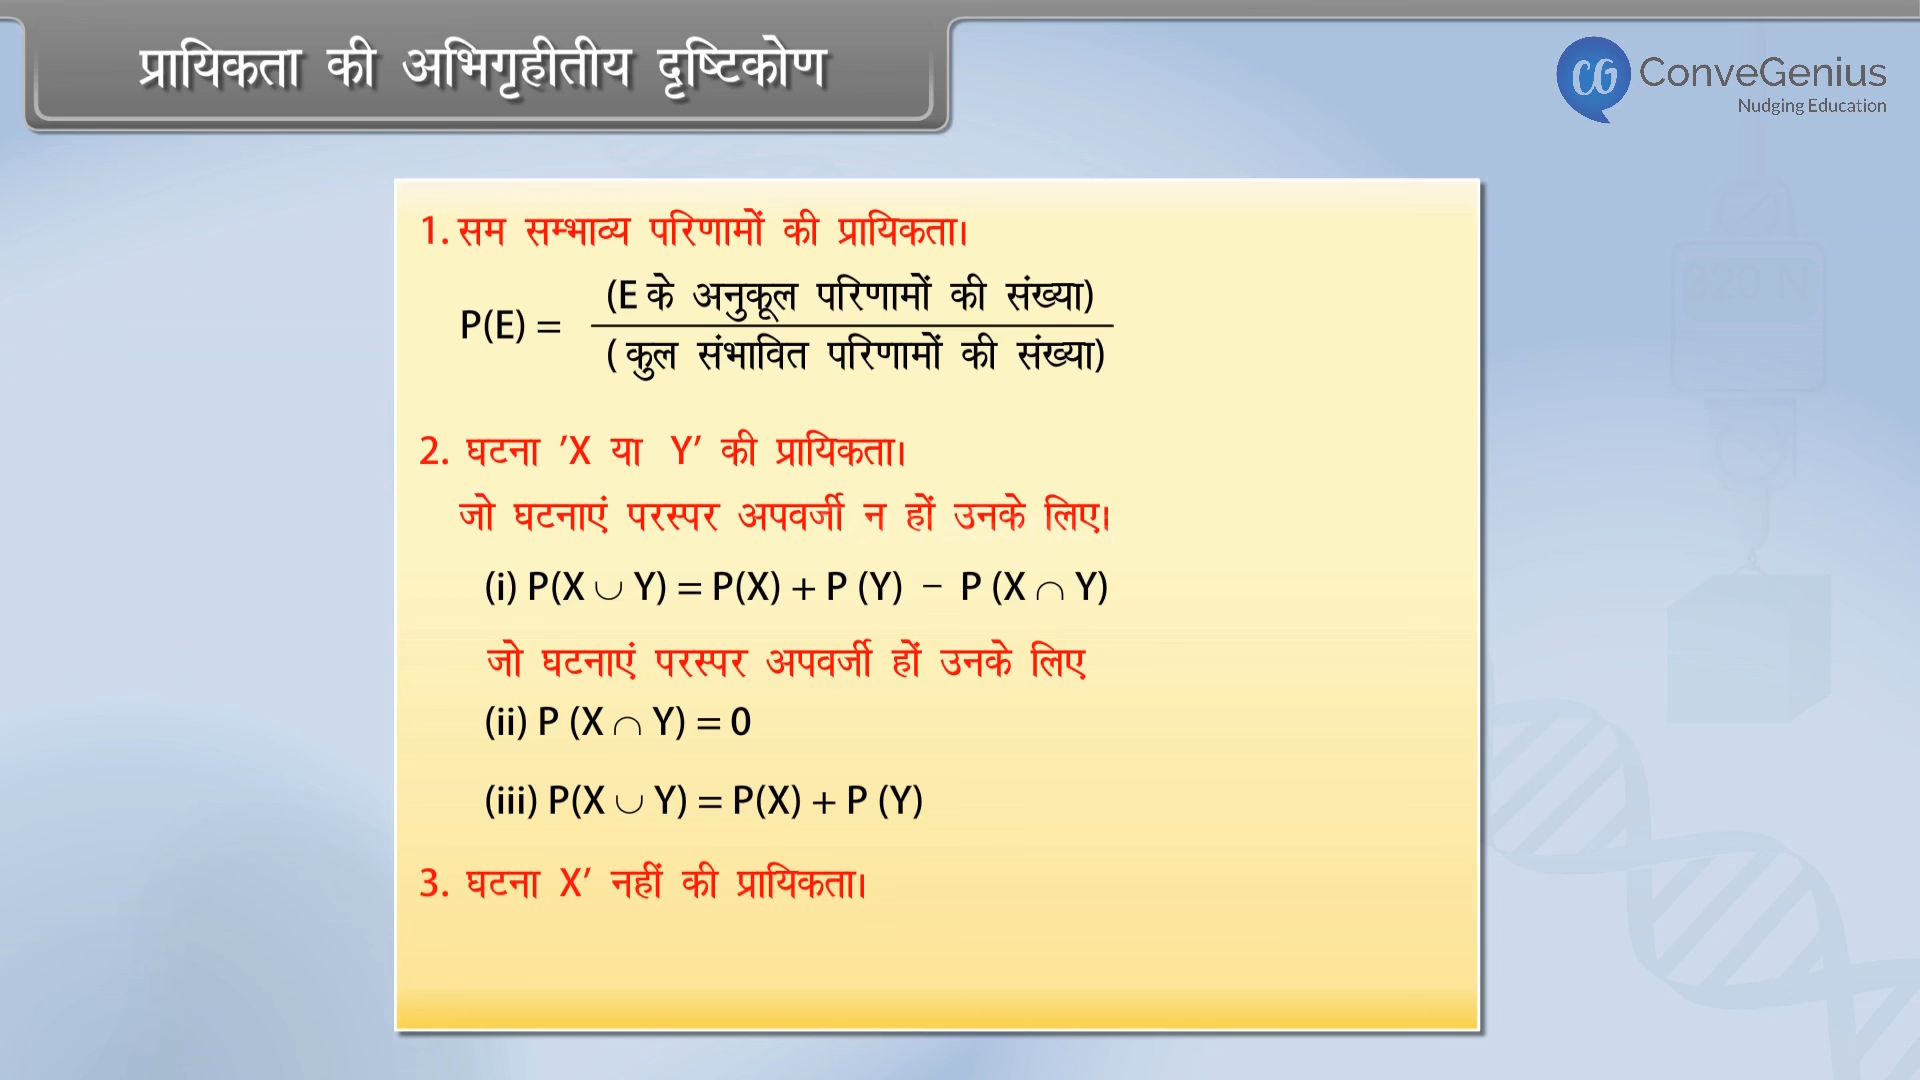 प्रायिकता की अभिगृहीतीय दृष्टिकोण
ConveGenius
Nudging Education
1. सम सम्भाव्य परिणामों की प्रायिकता।
(E के अनुकूल परिणामों की संख्या)
P(E) =
( कुल संभावित परिणामों की संख्या)
2. घटना ’X या Y’ की प्रायिकता।
जो घटनाएं परस्पर अपवर्जी न हों उनके लिए।
(i) P(X ∪ Y) = P(X) + P (Y) − P (X ∩ Y)
जो घटनाएं परस्पर अपवर्जी हों उनके लिए
(ii) P (X ∩ Y) = 0
(iii) P(X ∪ Y) = P(X) + P (Y)
3. घटना X’ नहीं की प्रायिकता।
320 N